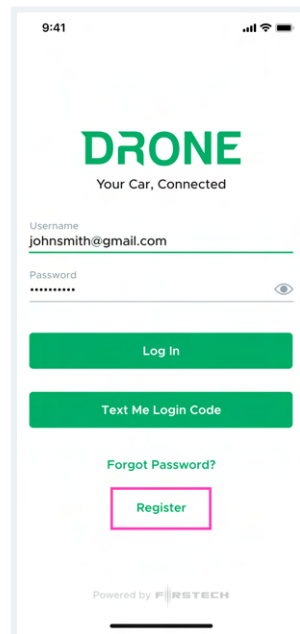 9:41
DRONE
Your Car, Connected
Username
johnsmith@gmail.com
Password
••••••••••
Log In
Text Me Login Code
Forgot Password?
Register
Powered by FIRSTECH